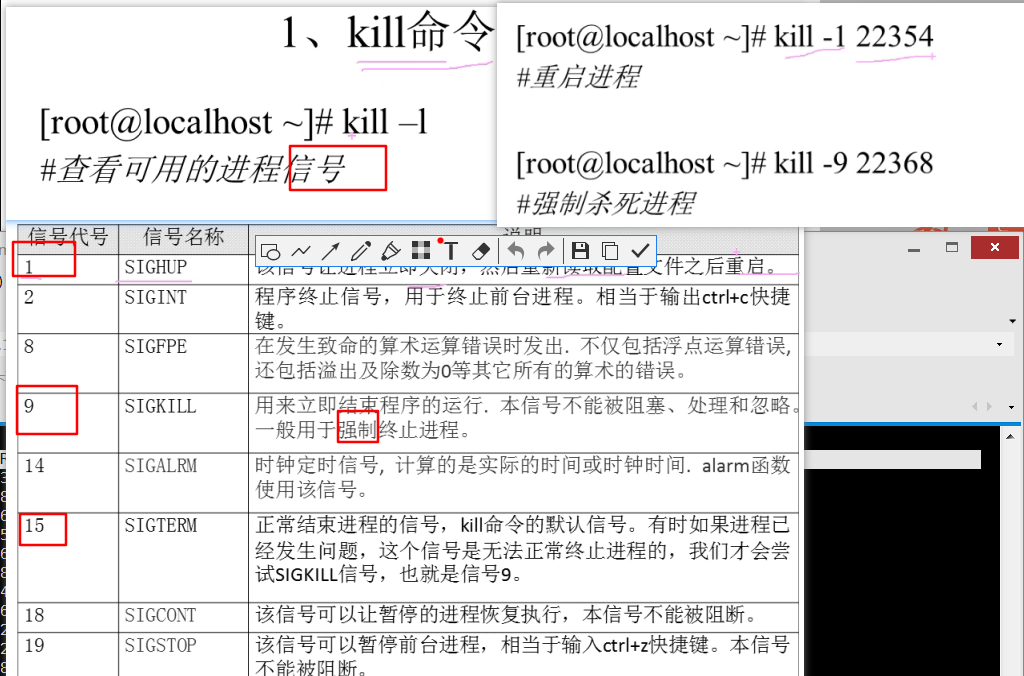 1、kill命令
[root@localhost ~]# kill –l
#查看可用的进程信号
[root@localhost ~]# kill -1 22354
#重启进程
[root@localhost ~]# kill -9 22368
#强制杀死进程
信号代号 信号名称 说明
1 SIGHUP 该信号让进程立即关闭，然后重新读取配置文件之后重启。
2 SIGINT 程序终止信号，用于终止前台进程。相当于输出ctrl+c快捷
键。
8 SIGFPE 在发生致命的算术运算错误时发出. 不仅包括浮点运算错误,
还包括溢出及除数为0等其它所有的算术的错误。
9 SIGKILL 用来立即结束程序的运行. 本信号不能被阻塞、处理和忽略。
一般用于强制终止进程。
14 SIGALRM 时钟定时信号, 计算的是实际的时间或时钟时间. alarm函数
使用该信号。
15 SIGTERM 正常结束进程的信号，kill命令的默认信号。有时如果进程已
经发生问题，这个信号是无法正常终止进程的，我们才会尝
试SIGKILL信号，也就是信号9。
18 SIGCONT 该信号可以让暂停的进程恢复执行，本信号不能被阻断。
19 SIGSTOP 该信号可以暂停前台进程，相当于输入ctrl+z快捷键。本信号
不能被阻断。